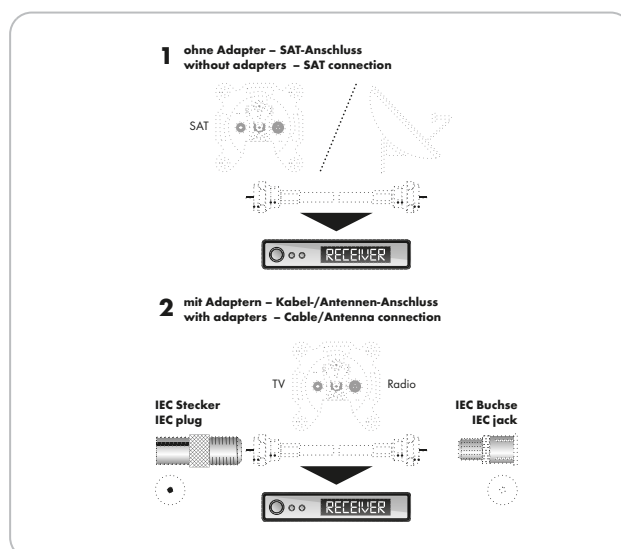 1 ohne Adapter – SAT-Anschluss
without adapters – SAT connection
SAT
RECEIVER
2 mit Adaptern – Kabel-/Antennen-Anschluss
with adapters – Cable/Antenna connection
TV
Radio
IEC Stecker
IEC plug
IEC Buchse
IEC jack
RECEIVER